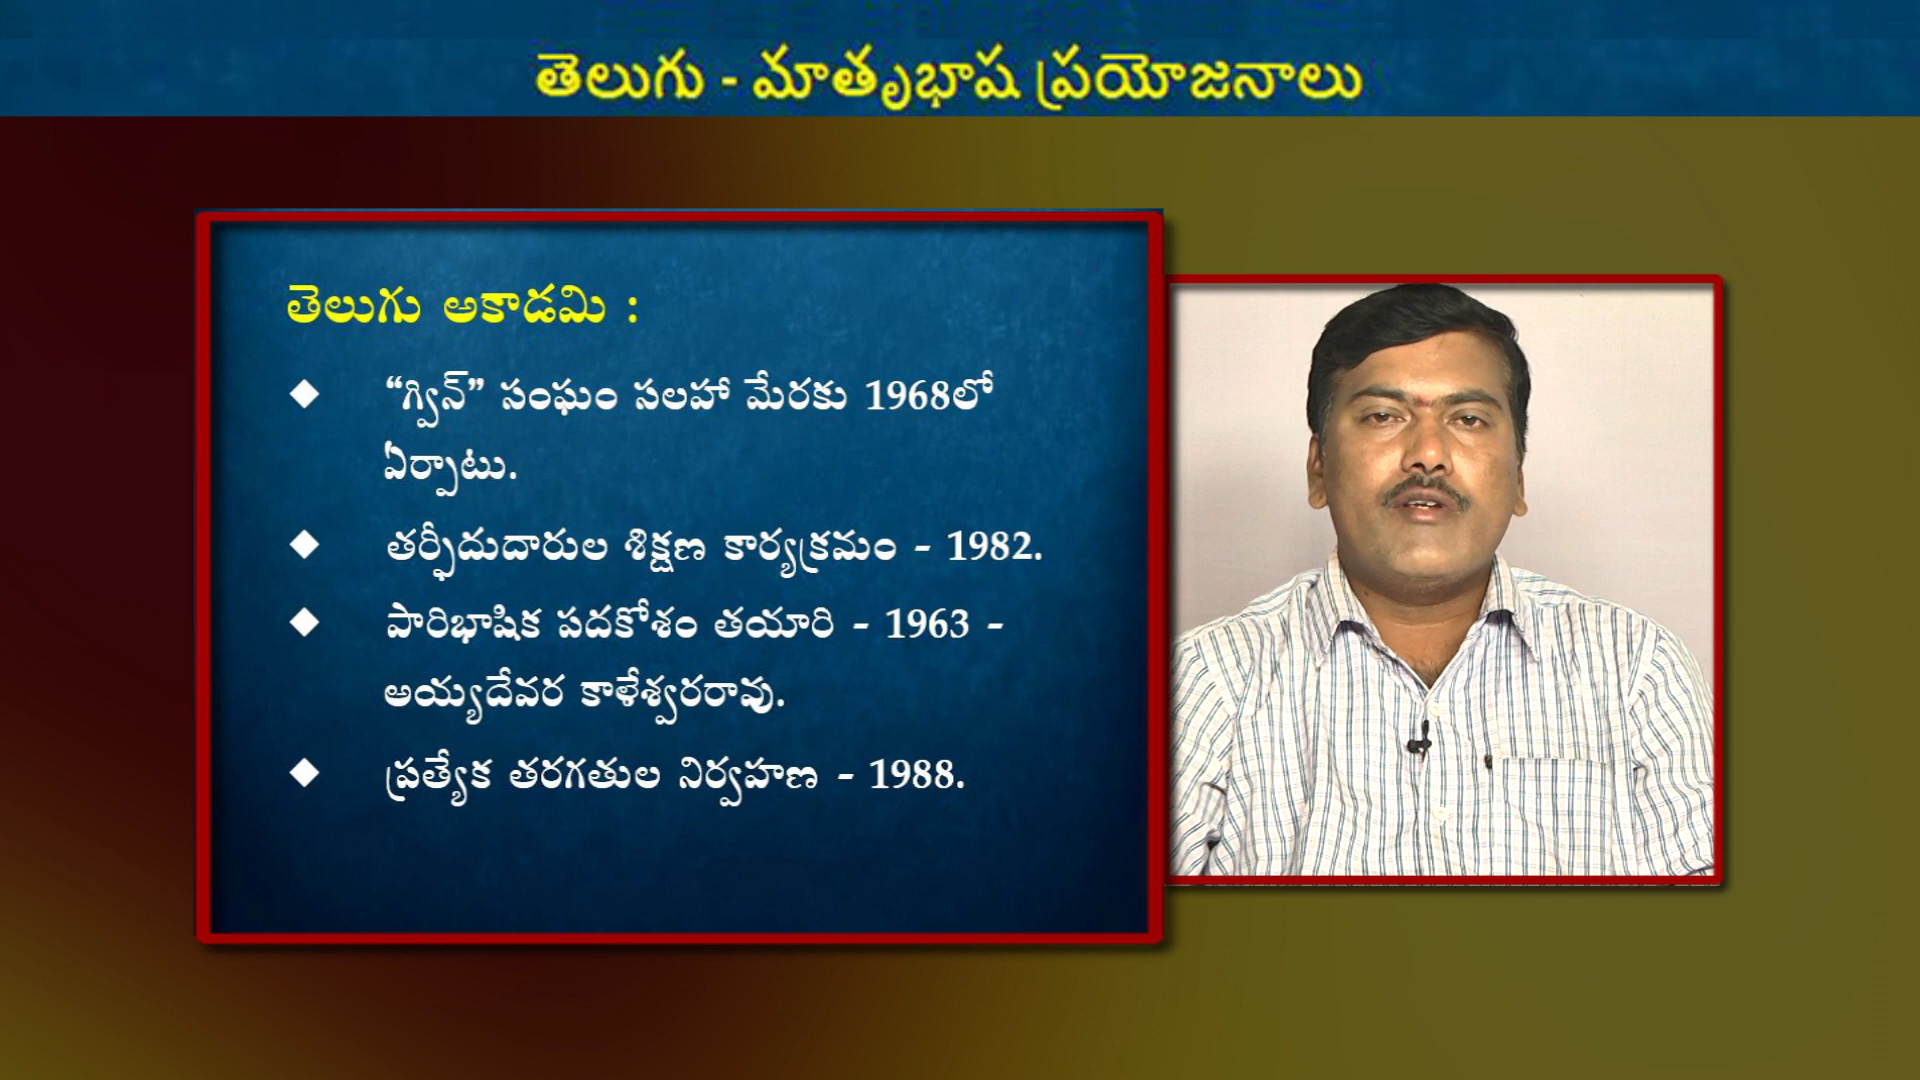 తెలుగు - మాతృభాష ప్రయోజనాలు
తెలుగు అకాడమి :
“గ్విన్” సంఘం సలహా మేరకు 1968లో
ఏర్పాటు.
తర్ఫీదుదారుల శిక్షణ కార్యక్రమం - 1982.
పారిభాషిక పదకోశం తయారి - 1963 -
అయ్యదేవర కాళేశ్వరరావు.
ప్రత్యేక తరగతుల నిర్వహణ - 1988.